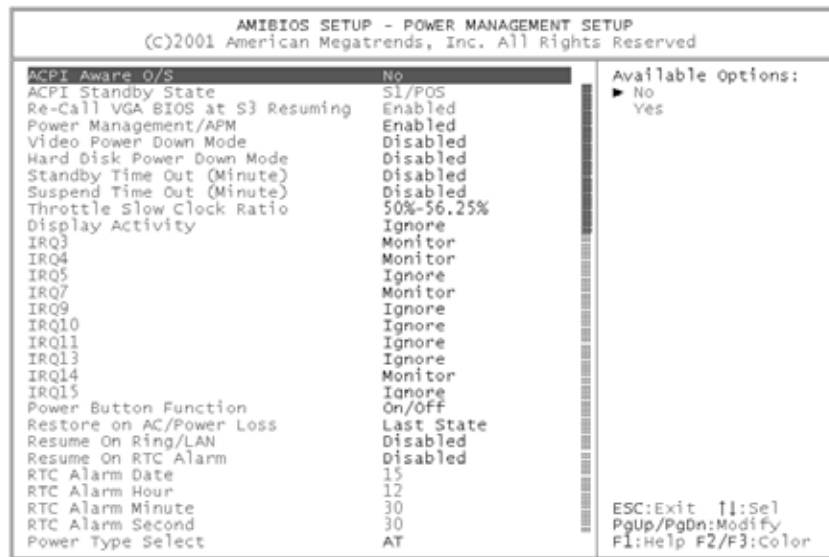 AMIBIOS SETUP - POWER MANAGEMENT SETUP
(C)2001 American Megatrends, Inc. All Rights Reserved
ACPI Aware O/S No
ACPI Standby State S1/POS
Re-Call VGA BIOS at S3 Resuming Enabled
Power Management/APM Enabled
Video Power Down Mode Disabled
Hard Disk Power Down Mode Disabled
Standby Time Out (Minute) Disabled
Suspend Time Out (Minute) Disabled
Throttle Slow Clock Ratio 50%-56.25%
Display Activity Ignore
IRQ3 Monitor
IRQ4 Monitor
IRQ5 Ignore
IRQ7 Monitor
IRQ9 Ignore
IRQ10 Ignore
IRQ11 Ignore
IRQ13 Ignore
IRQ14 Monitor
IRQ15 Ignore
Power Button Function On/Off
Restore on AC/Power Loss Last State
Resume On Ring/LAN Disabled
Resume On RTC Alarm Disabled
RTC Alarm Date 15
RTC Alarm Hour 12
RTC Alarm Minute 30
RTC Alarm Second 30
Power Type Select AT
Available Options:
► No
Yes
ESC:Exit ↑↓:Sel
PgUp/PgDn:Modify
F1:Help F2/F3:Color